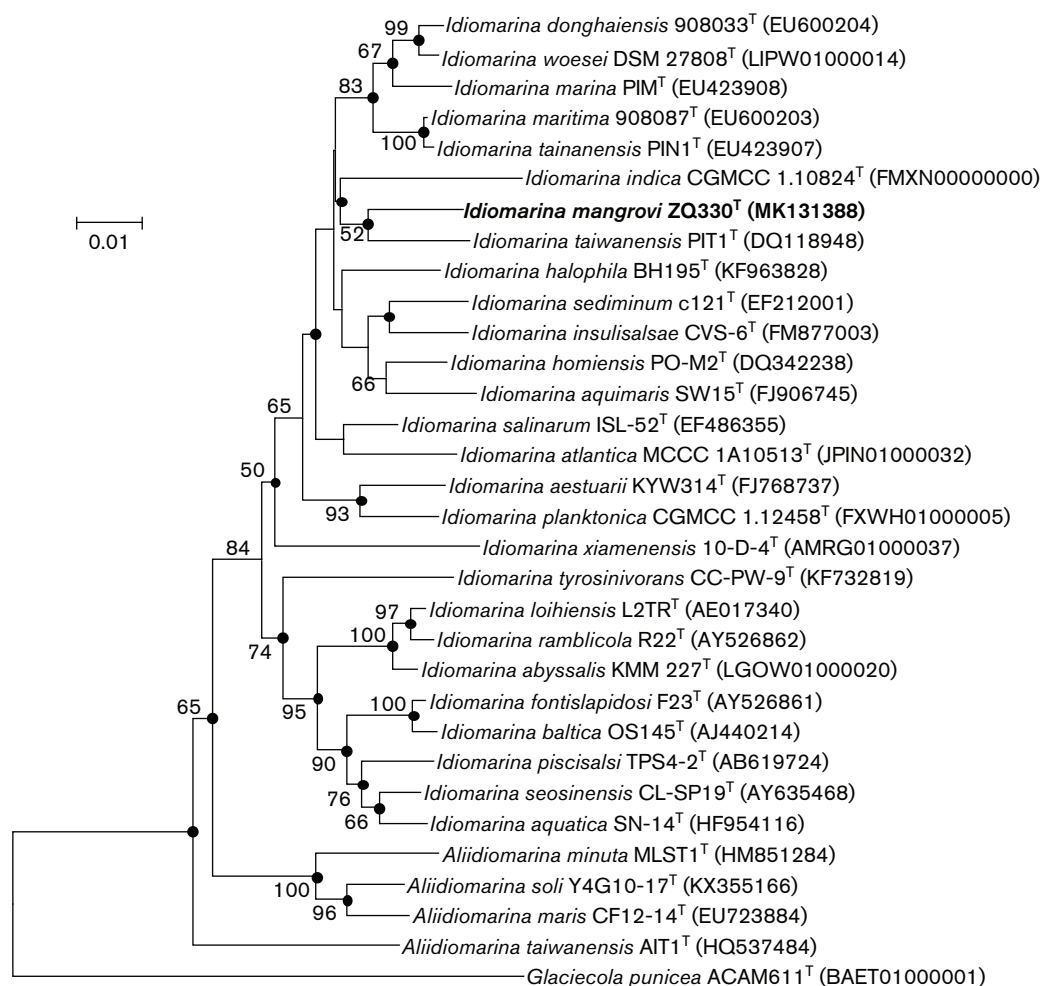 99
Idiomarina donghaiensis 908033ᵀ (EU600204)
67
Idiomarina woesei DSM 27808ᵀ (LIPW01000014)
83
Idiomarina marina PIMᵀ (EU423908)
Idiomarina maritima 908087ᵀ (EU600203)
100
Idiomarina tainanensis PIN1ᵀ (EU423907)
Idiomarina indica CGMCC 1.10824ᵀ (FMXN00000000)
Idiomarina mangrovi ZQ330ᵀ (MK131388)
0.01
52
Idiomarina taiwanensis PIT1ᵀ (DQ118948)
Idiomarina halophila BH195ᵀ (KF963828)
Idiomarina sediminum c121ᵀ (EF212001)
Idiomarina insulisalsae CVS-6ᵀ (FM877003)
Idiomarina homiensis PO-M2ᵀ (DQ342238)
66
Idiomarina aquimaris SW15ᵀ (FJ906745)
65
Idiomarina salinarum ISL-52ᵀ (EF486355)
Idiomarina atlantica MCCC 1A10513ᵀ (JPIN01000032)
50
Idiomarina aestuarii KYW314ᵀ (FJ768737)
93
Idiomarina planktonica CGMCC 1.12458ᵀ (FXWH01000005)
84
Idiomarina xiamenensis 10-D-4ᵀ (AMRG01000037)
Idiomarina tyrosinivorans CC-PW-9ᵀ (KF732819)
97
Idiomarina loihiensis L2TRᵀ (AE017340)
100
Idiomarina ramblicola R22ᵀ (AY526862)
74
Idiomarina abyssalis KMM 227ᵀ (LGOW01000020)
100
Idiomarina fontislapidosi F23ᵀ (AY526861)
65
95
Idiomarina baltica OS145ᵀ (AJ440214)
90
Idiomarina piscisalsi TPS4-2ᵀ (AB619724)
76
Idiomarina seosinensis CL-SP19ᵀ (AY635468)
66
Idiomarina aquatica SN-14ᵀ (HF954116)
Aliidiomarina minuta MLST1ᵀ (HM851284)
100
Aliidiomarina soli Y4G10-17ᵀ (KX355166)
96
Aliidiomarina maris CF12-14ᵀ (EU723884)
Aliidiomarina taiwanensis AIT1ᵀ (HQ537484)
Glaciecola punicea ACAM611ᵀ (BAET01000001)